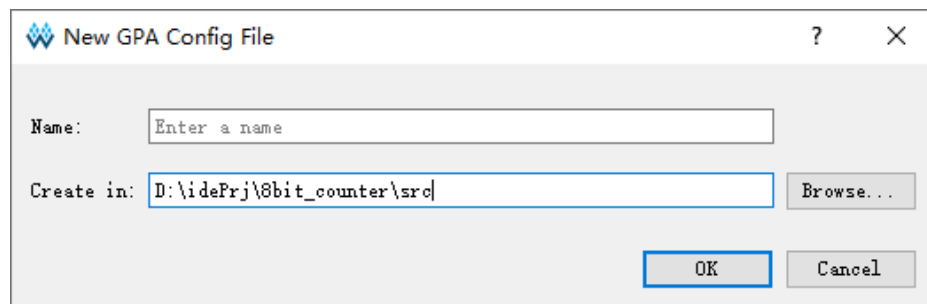 New GPA Config File
Name: Enter a name
Create in: D:\idePrj\8bit_counter\src Browse...
OK Cancel